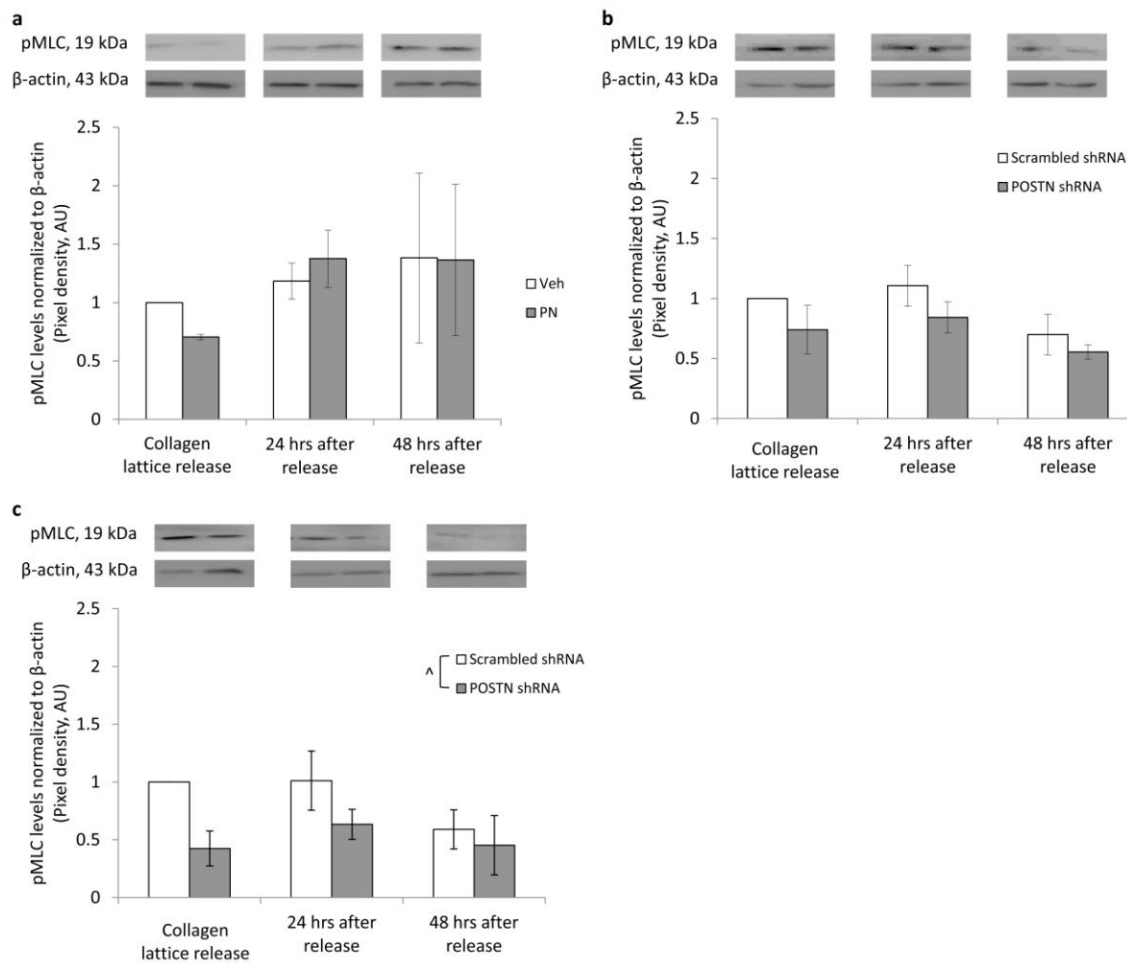 a
pMLC, 19 kDa
β-actin, 43 kDa
pMLC levels normalized to β-actin
(Pixel density, AU)
2.5
2
1.5
1
0.5
0
Veh
PN
Collagen
lattice release
24 hrs after
release
48 hrs after
release
b
pMLC, 19 kDa
β-actin, 43 kDa
pMLC levels normalized to β-actin
(Pixel density, AU)
2.5
2
1.5
1
0.5
0
Scrambled shRNA
POSTN shRNA
Collagen
lattice release
24 hrs after
release
48 hrs after
release
c
pMLC, 19 kDa
β-actin, 43 kDa
pMLC levels normalized to β-actin
(Pixel density, AU)
2.5
2
1.5
1
0.5
0
^
Scrambled shRNA
POSTN shRNA
Collagen
lattice release
24 hrs after
release
48 hrs after
release